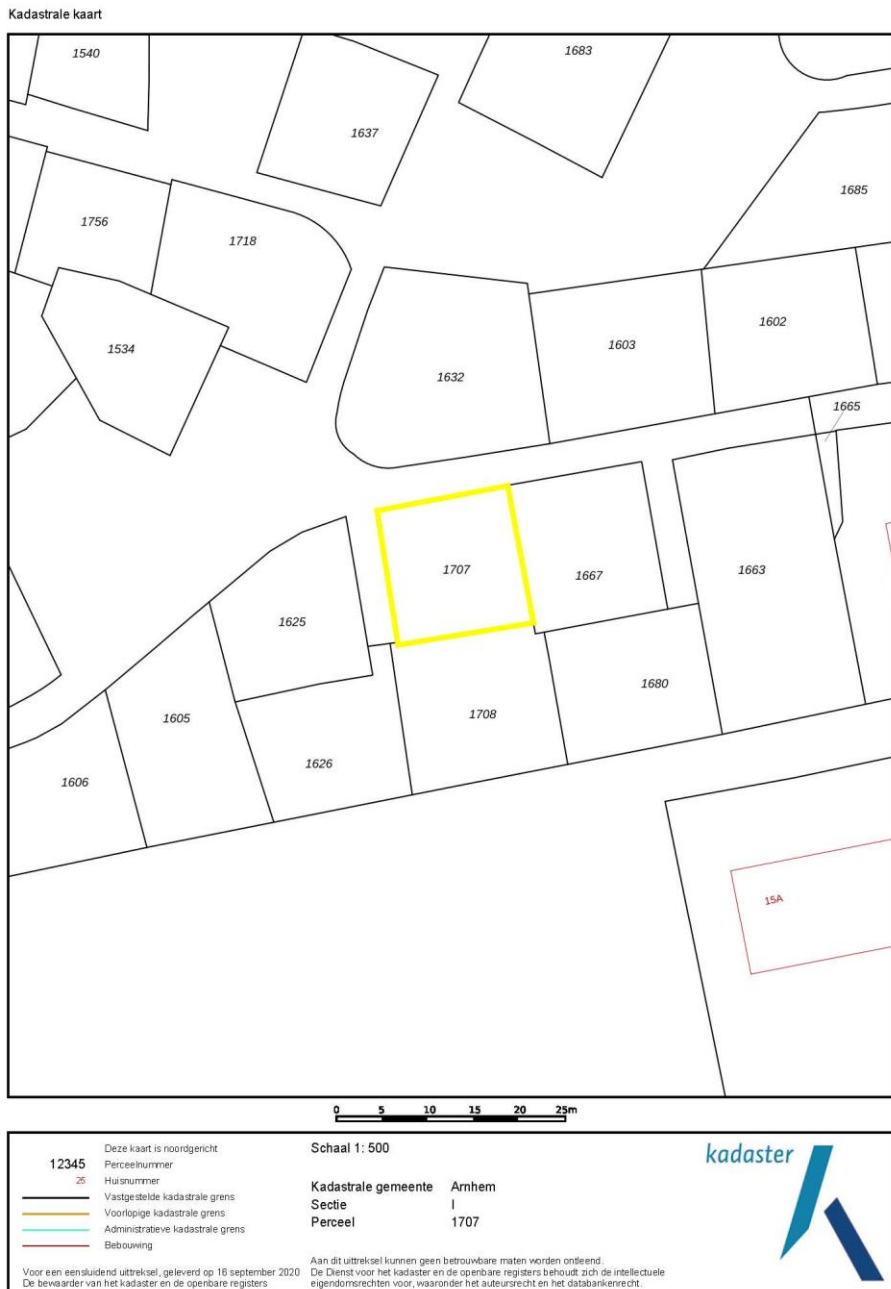 Kadastrale kaart
1540
1683
1637
1685
1756
1718
1534
1602
1603
1632
1665
1707
1667
1663
1625
1680
1605
1708
1626
1606
15A
0 5 10 15 20 25m
Deze kaart is noordgericht
12345 Perceelnummer
25 Huisnummer
Vastgestelde kadastrale grens
Voorlopige kadastrale grens
Administratieve kadastrale grens
Bebouwing
Voor een eensluidend uittreksel, geleverd op 16 september 2020
De bewaarder van het kadaster en de openbare registers
Schaal 1: 500
Kadastrale gemeente Arnhem
Sectie I
Perceel 1707
Aan dit uittreksel kunnen geen betrouwbare maten worden ontleend.
De Dienst voor het kadaster en de openbare registers behoudt zich de intellectuele
eigendomsrechten voor, waaronder het auteursrecht en het databankenrecht.
kadaster